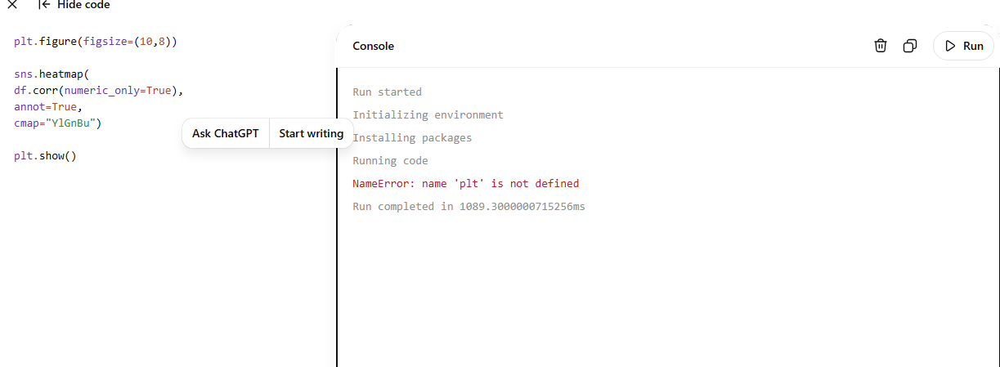 Hide code
plt.figure(figsize=(10,8))
sns.heatmap(
df.corr(numeric_only=True),
annot=True,
cmap="YlGnBu")
plt.show()
Ask ChatGPT Start writing
Console
Run
Run started
Initializing environment
Installing packages
Running code
NameError: name 'plt' is not defined
Run completed in 1089.3000000715256ms